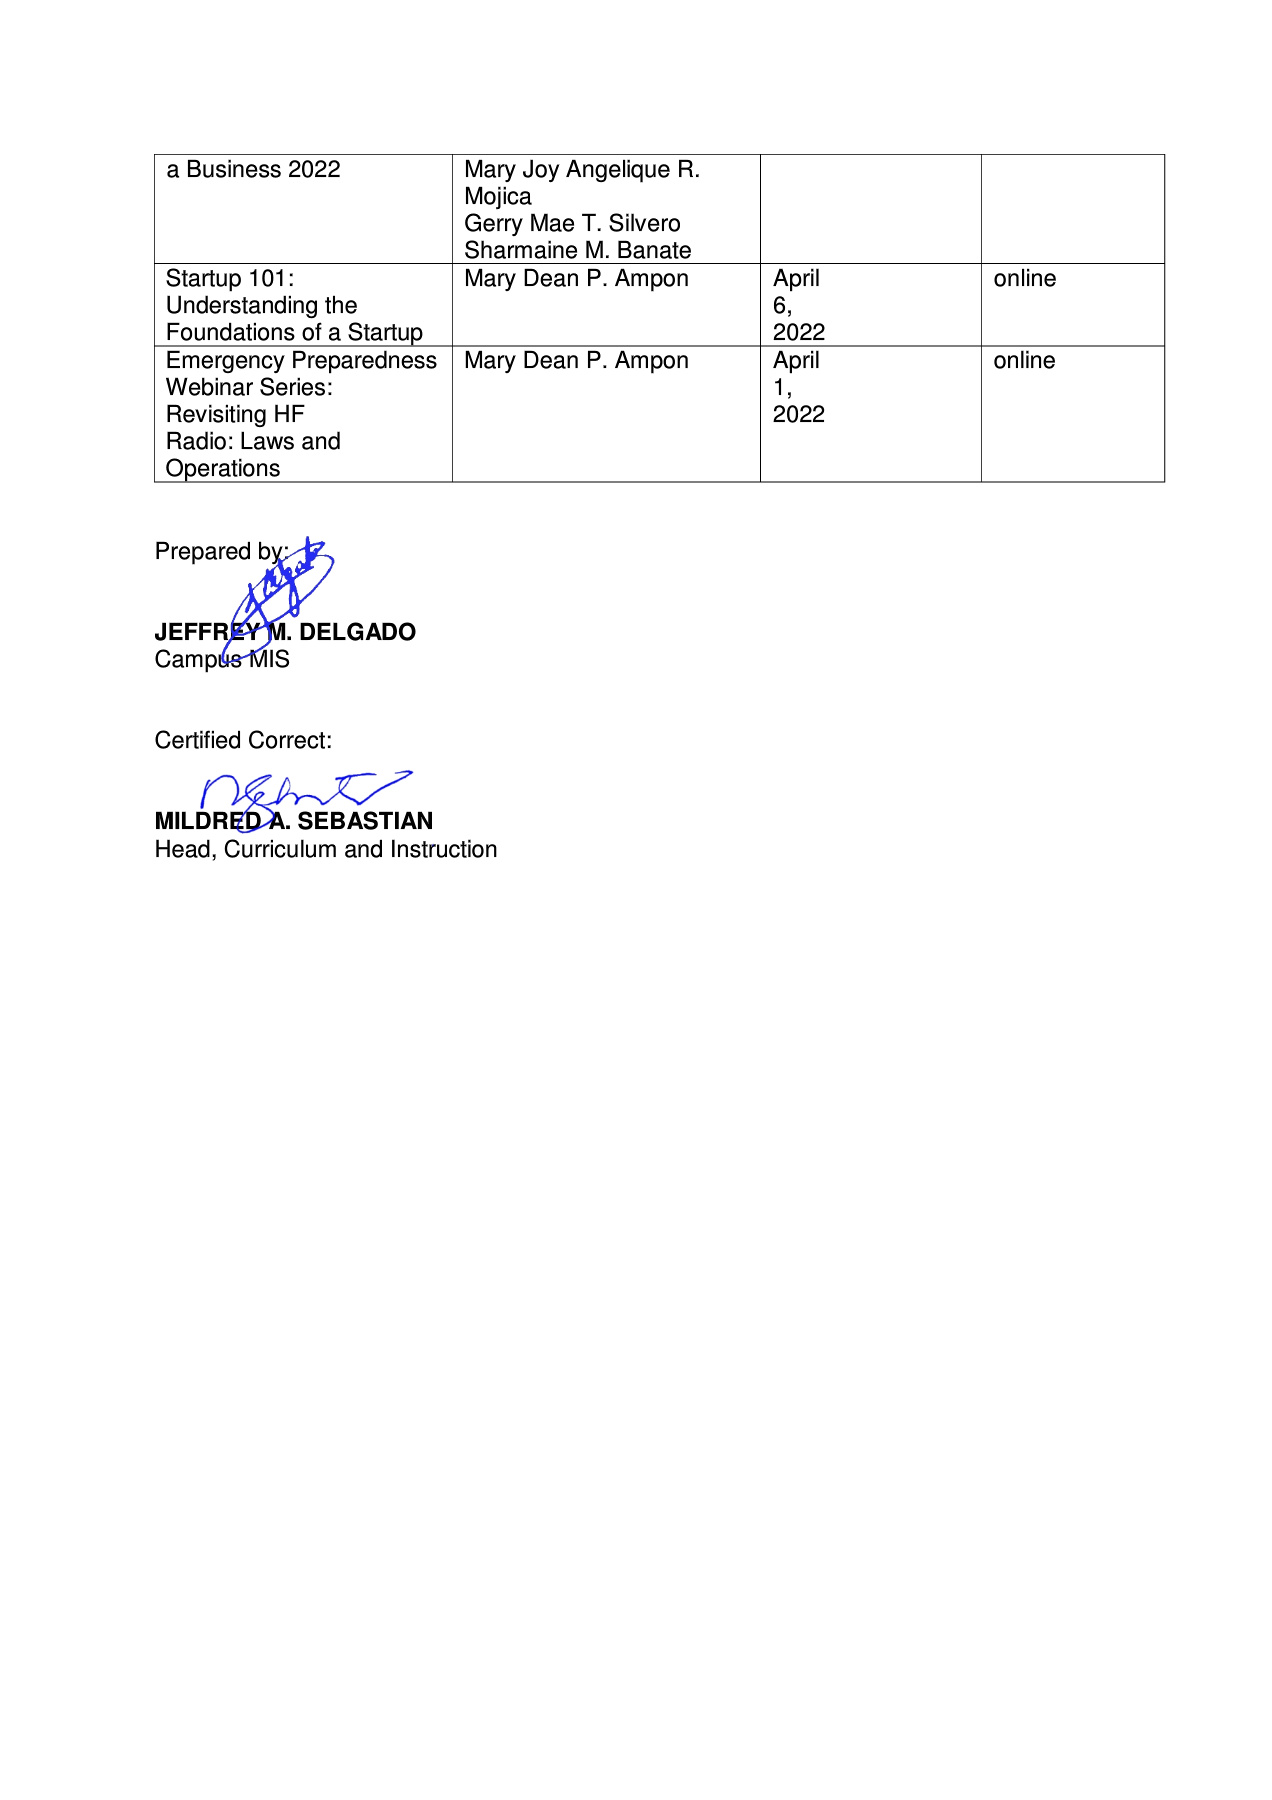 a Business 2022
Mary Joy Angelique R.
Mojica
Gerry Mae T. Silvero
Sharmaine M. Banate
Startup 101:
Understanding the
Foundations of a Startup
Mary Dean P. Ampon
April
6,
2022
online
Emergency Preparedness
Webinar Series:
Revisiting HF
Radio: Laws and
Operations
Mary Dean P. Ampon
April
1,
2022
online
Prepared by:
JEFFREY M. DELGADO
Campus MIS
Certified Correct:
MILDRED A. SEBASTIAN
Head, Curriculum and Instruction